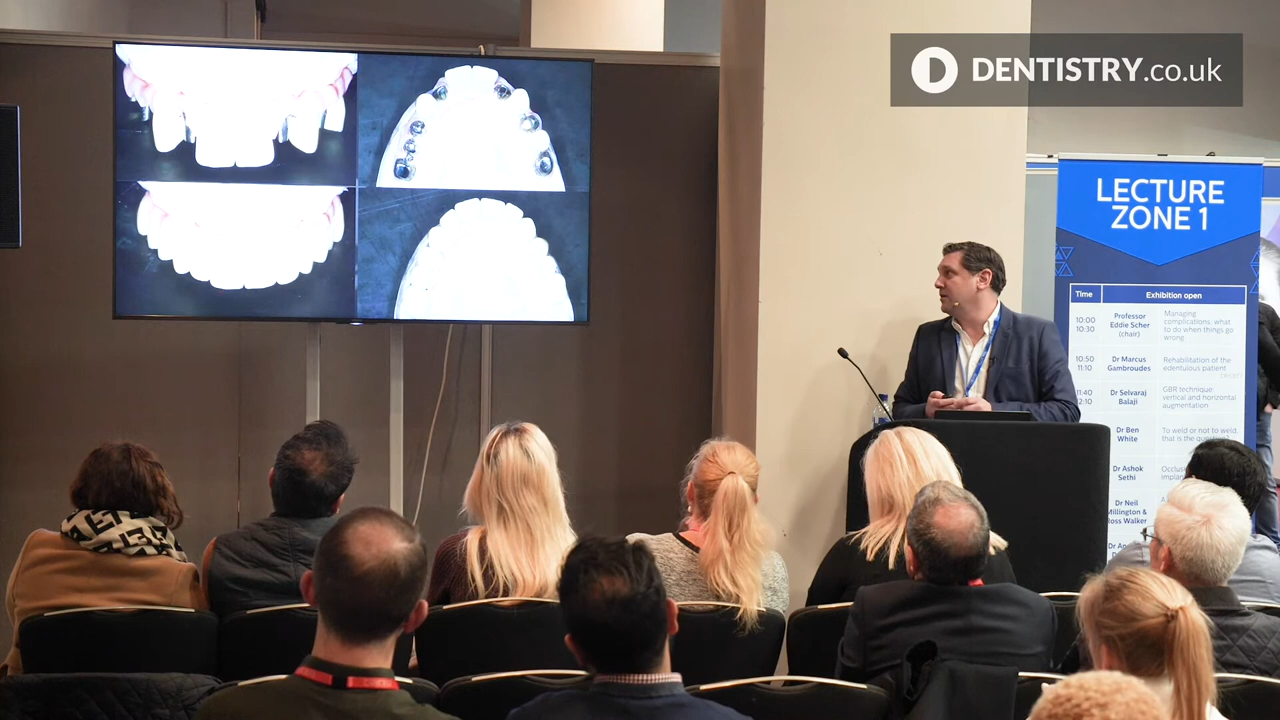 DENTISTRY.co.uk
LECTURE
ZONE 1
Time
Exhibition open
10:00
10:30
Professor
Eddie Scher
(chair)
Managing
complications: what
to do when things go
wrong
10:50
11:10
Dr Marcus
Gambroudes
Rehabilitation of the
edentulous patient
11:40
12:10
Dr Selvaraj
Balaji
GBR technique:
vertical and horizontal
augmentation
Dr Ben
White
To weld or not to weld,
that is the question?
Dr Ashok
Sethi
Dr Neil
Millington &
Ross Walker